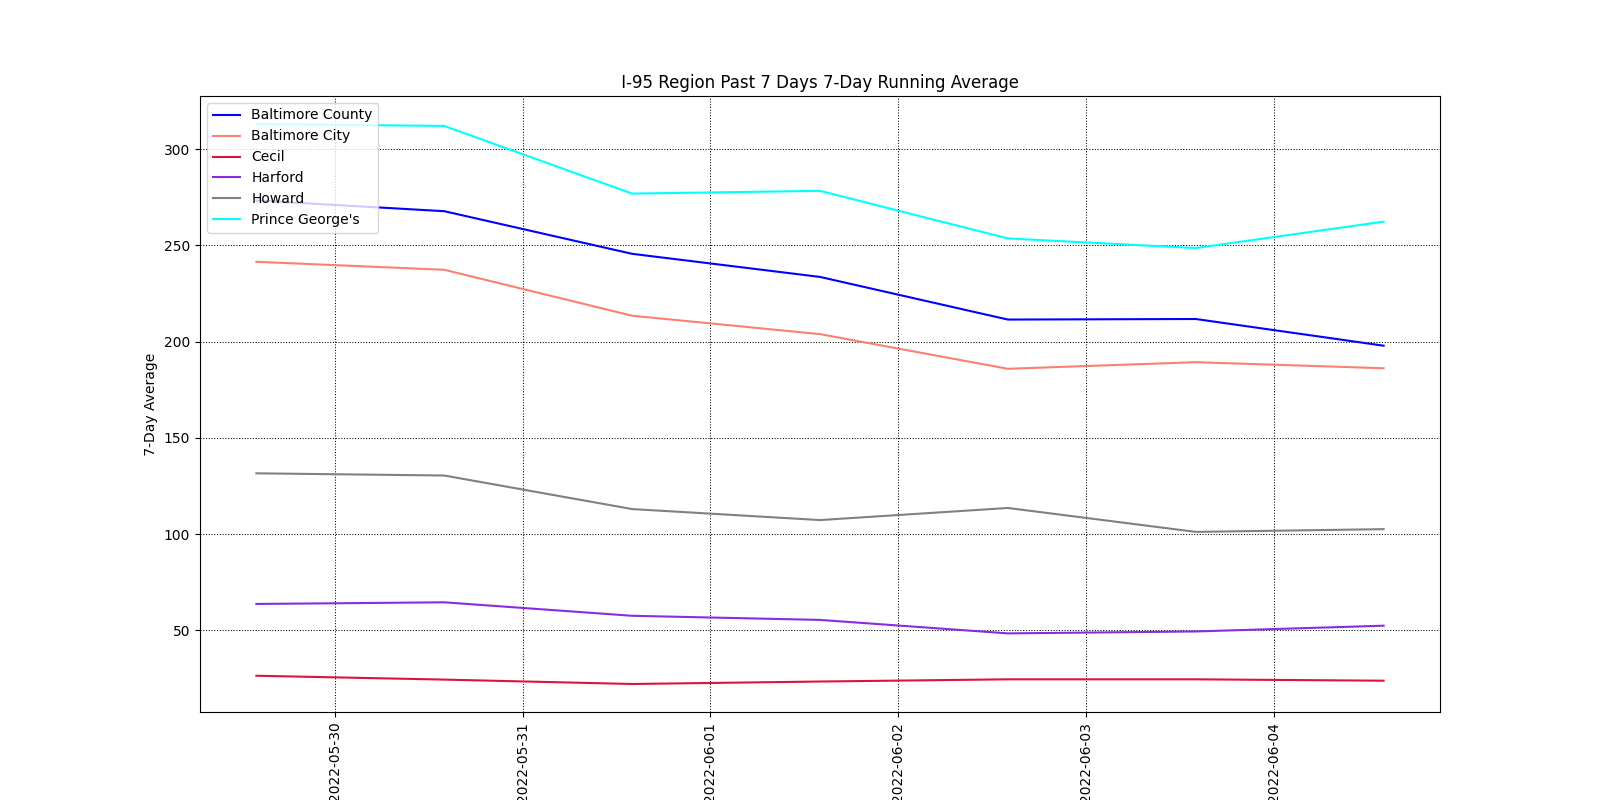 I-95 Region Past 7 Days 7-Day Running Average
Baltimore County
Baltimore City
Cecil
Harford
Howard
Prince George's
300
250
200
150
100
50
7-Day Average
2022-05-30
2022-05-31
2022-06-01
2022-06-02
2022-06-03
2022-06-04